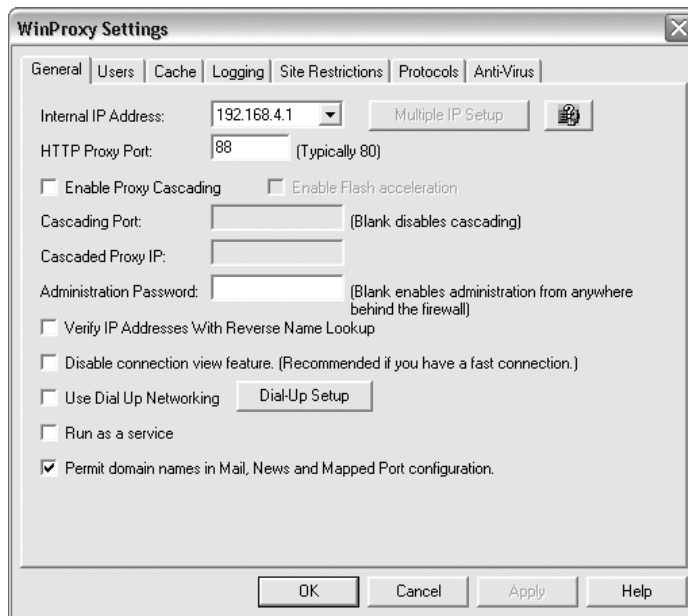 WinProxy Settings
General Users Cache Logging Site Restrictions Protocols Anti-Virus
Internal IP Address: 192.168.4.1 Multiple IP Setup
HTTP Proxy Port: 88 (Typically 80)
Enable Proxy Cascading Enable Flash acceleration
Cascading Port: (Blank disables cascading)
Cascaded Proxy IP:
Administration Password: (Blank enables administration from anywhere
behind the firewall)
Verify IP Addresses With Reverse Name Lookup
Disable connection view feature. (Recommended if you have a fast connection.)
Use Dial Up Networking Dial-Up Setup
Run as a service
Permit domain names in Mail, News and Mapped Port configuration.
OK Cancel Apply Help